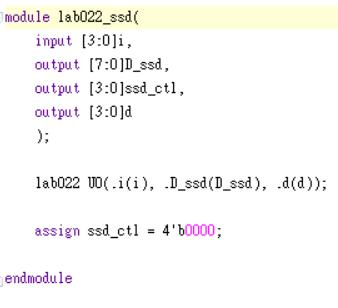 module lab022_ssd(
input [3:0]i,
output [7:0]D_ssd,
output [3:0]ssd_ctl,
output [3:0]d
);
lab022 U0(.i(i), .D_ssd(D_ssd), .d(d));
assign ssd_ctl = 4'b0000;
endmodule